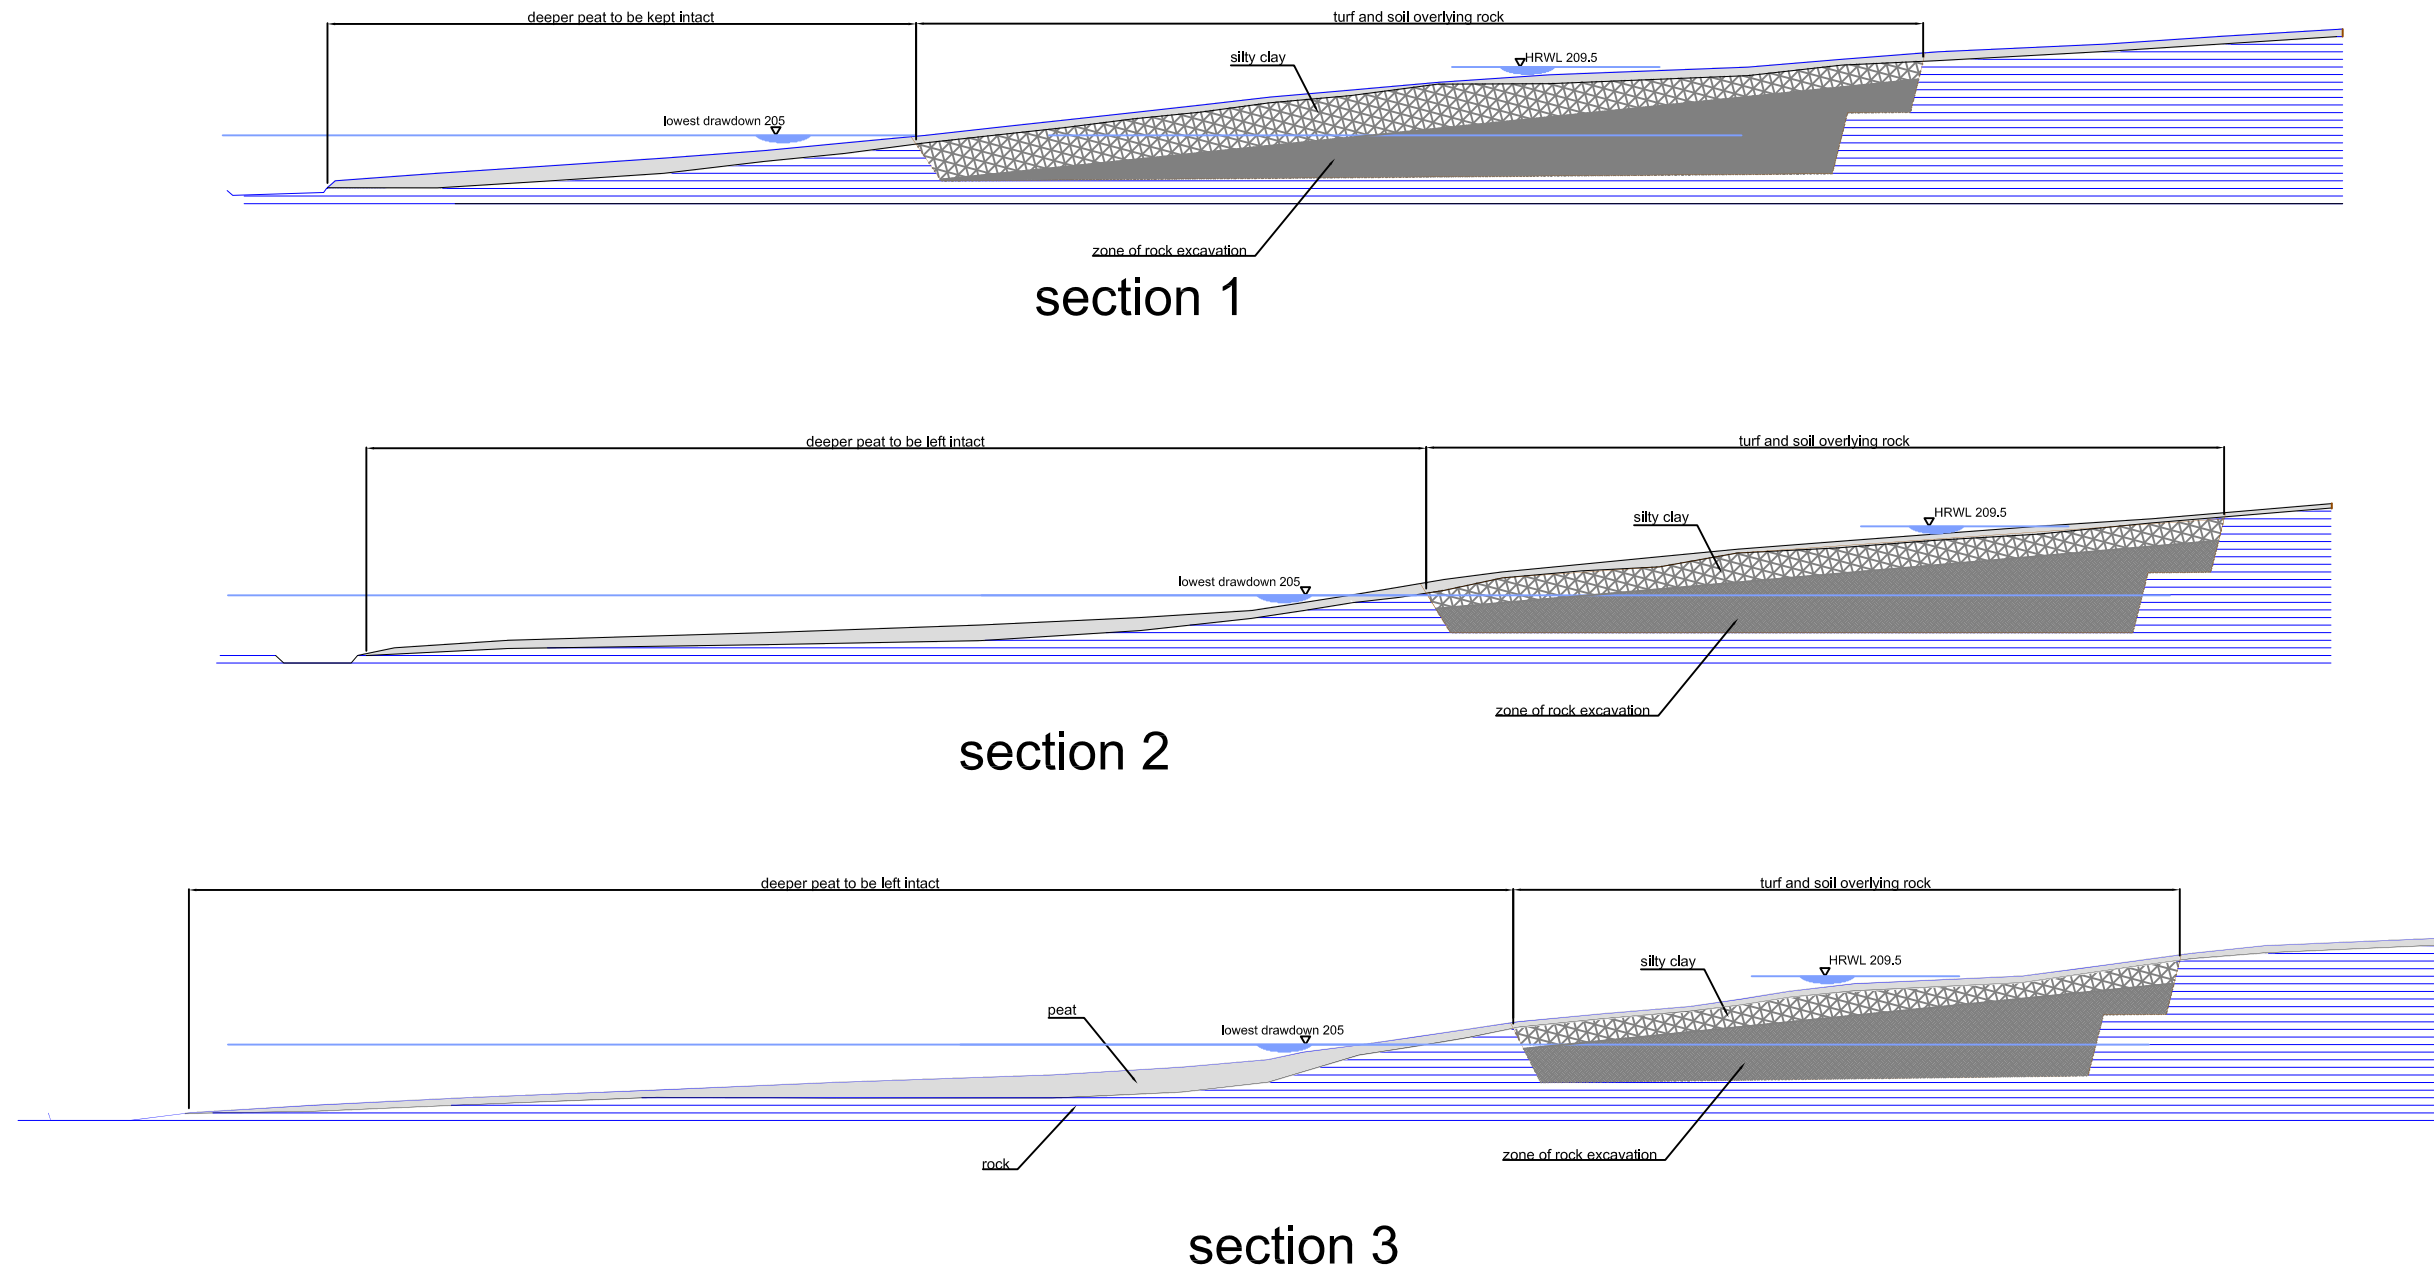 deeper peat to be kept intact
turf and soil overlying rock
silty clay
HRWL 209.5
lowest drawdown 205
zone of rock excavation
section 1
deeper peat to be left intact
turf and soil overlying rock
silty clay
HRWL 209.5
lowest drawdown 205
zone of rock excavation
section 2
deeper peat to be left intact
turf and soil overlying rock
silty clay
HRWL 209.5
peat
lowest drawdown 205
zone of rock excavation
rock
section 3